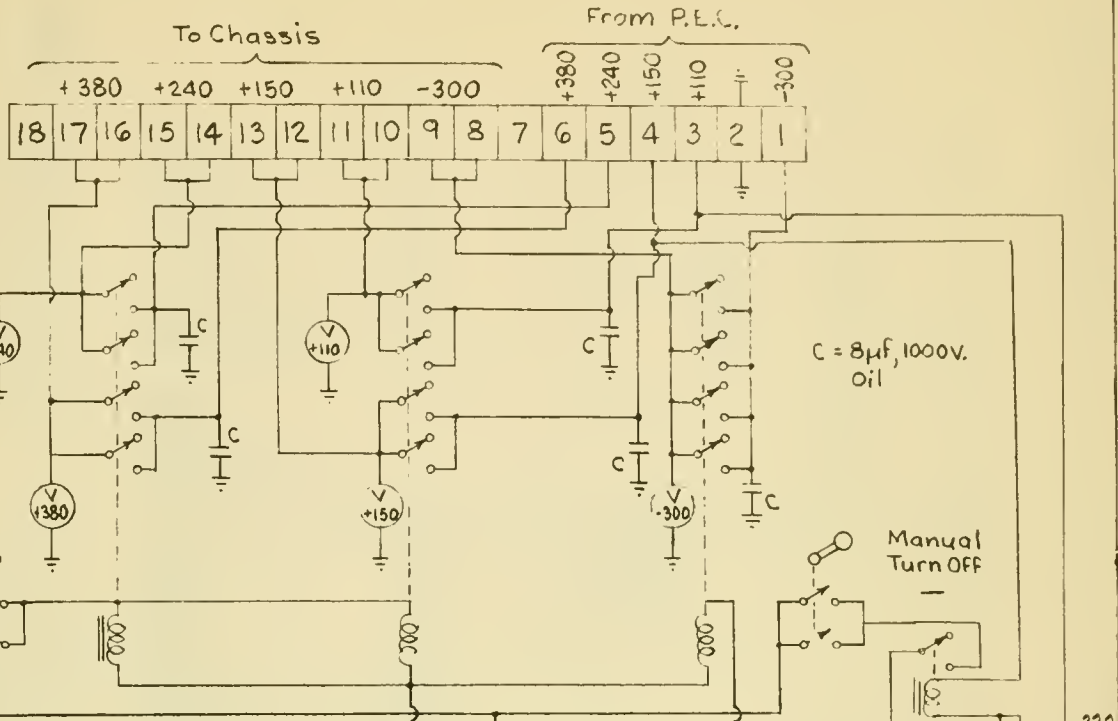 To Chassis
From P.E.C.
+380 +240 +150 +110 -300
+380 +240 +150 +110 -300
18 17 16 15 14 13 12 11 10 9 8 7 6 5 4 3 2 1
C
V
+110
C
C = 8µf, 1000V.
Oil
C
C
V
+380
V
+150
V
-300
C
Manual
Turn OFF